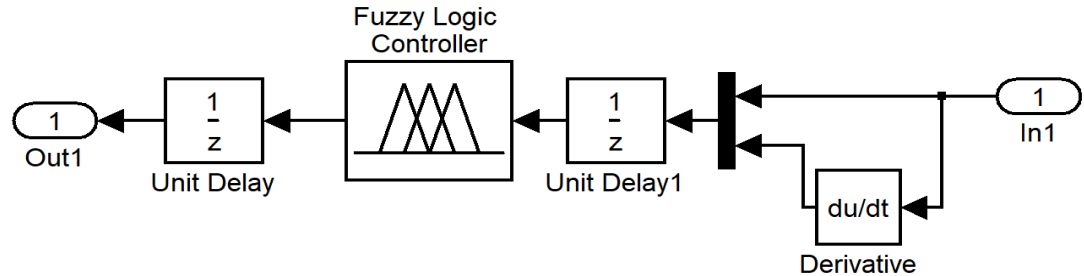 Fuzzy Logic
Controller
1
Out1
1
z
Unit Delay
1
z
Unit Delay1
du/dt
Derivative
1
In1